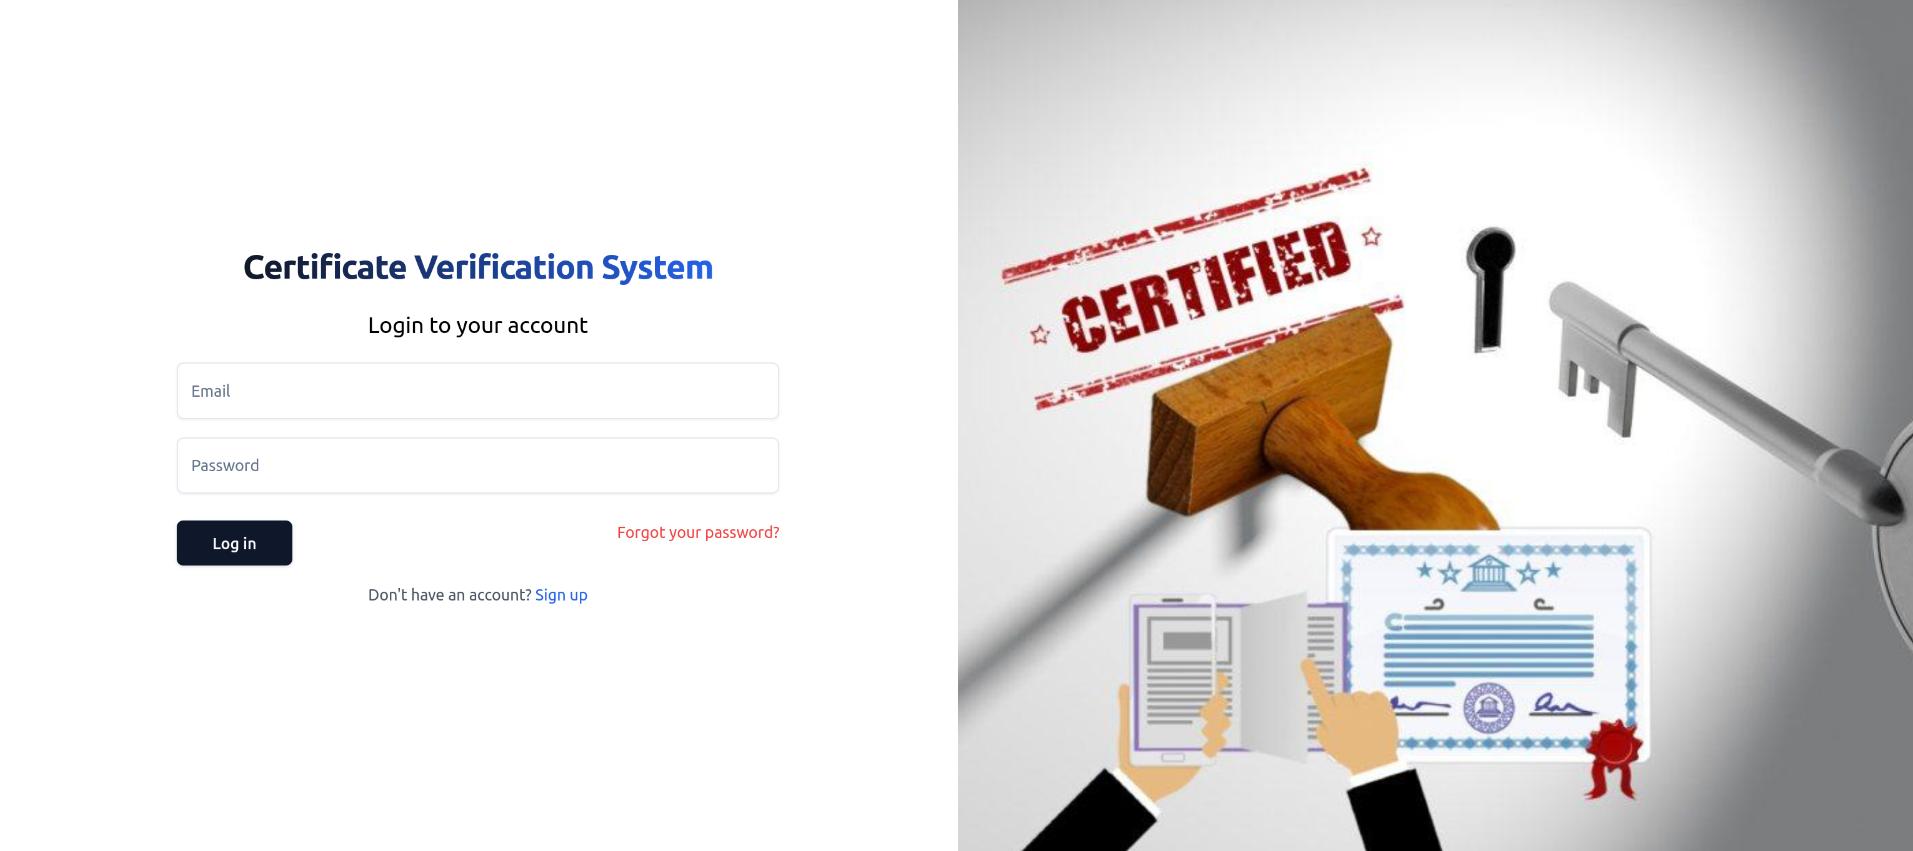 Certificate Verification System
Login to your account
Email
Password
Log in
Forgot your password?
Don't have an account? Sign up
CERTIFIED